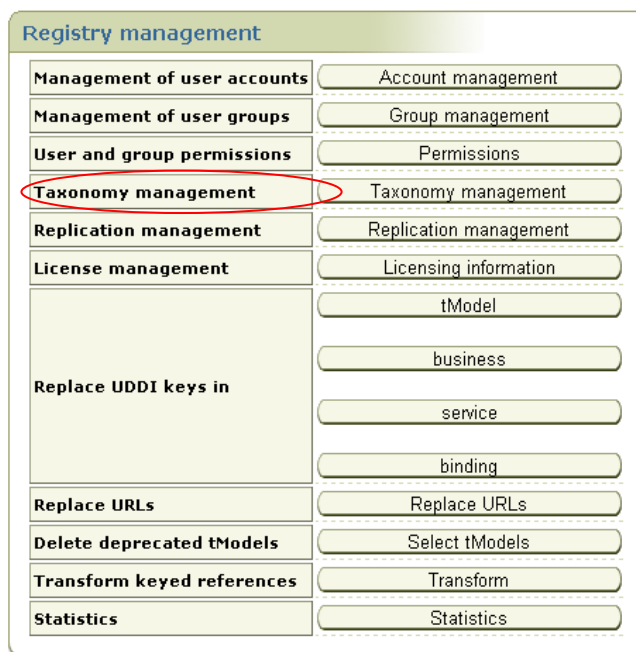 Registry management
Management of user accounts Account management
Management of user groups Group management
User and group permissions Permissions
Taxonomy management Taxonomy management
Replication management Replication management
License management Licensing information
tModel
business
Replace UDDI keys in
service
binding
Replace URLs Replace URLs
Delete deprecated tModels Select tModels
Transform keyed references Transform
Statistics Statistics